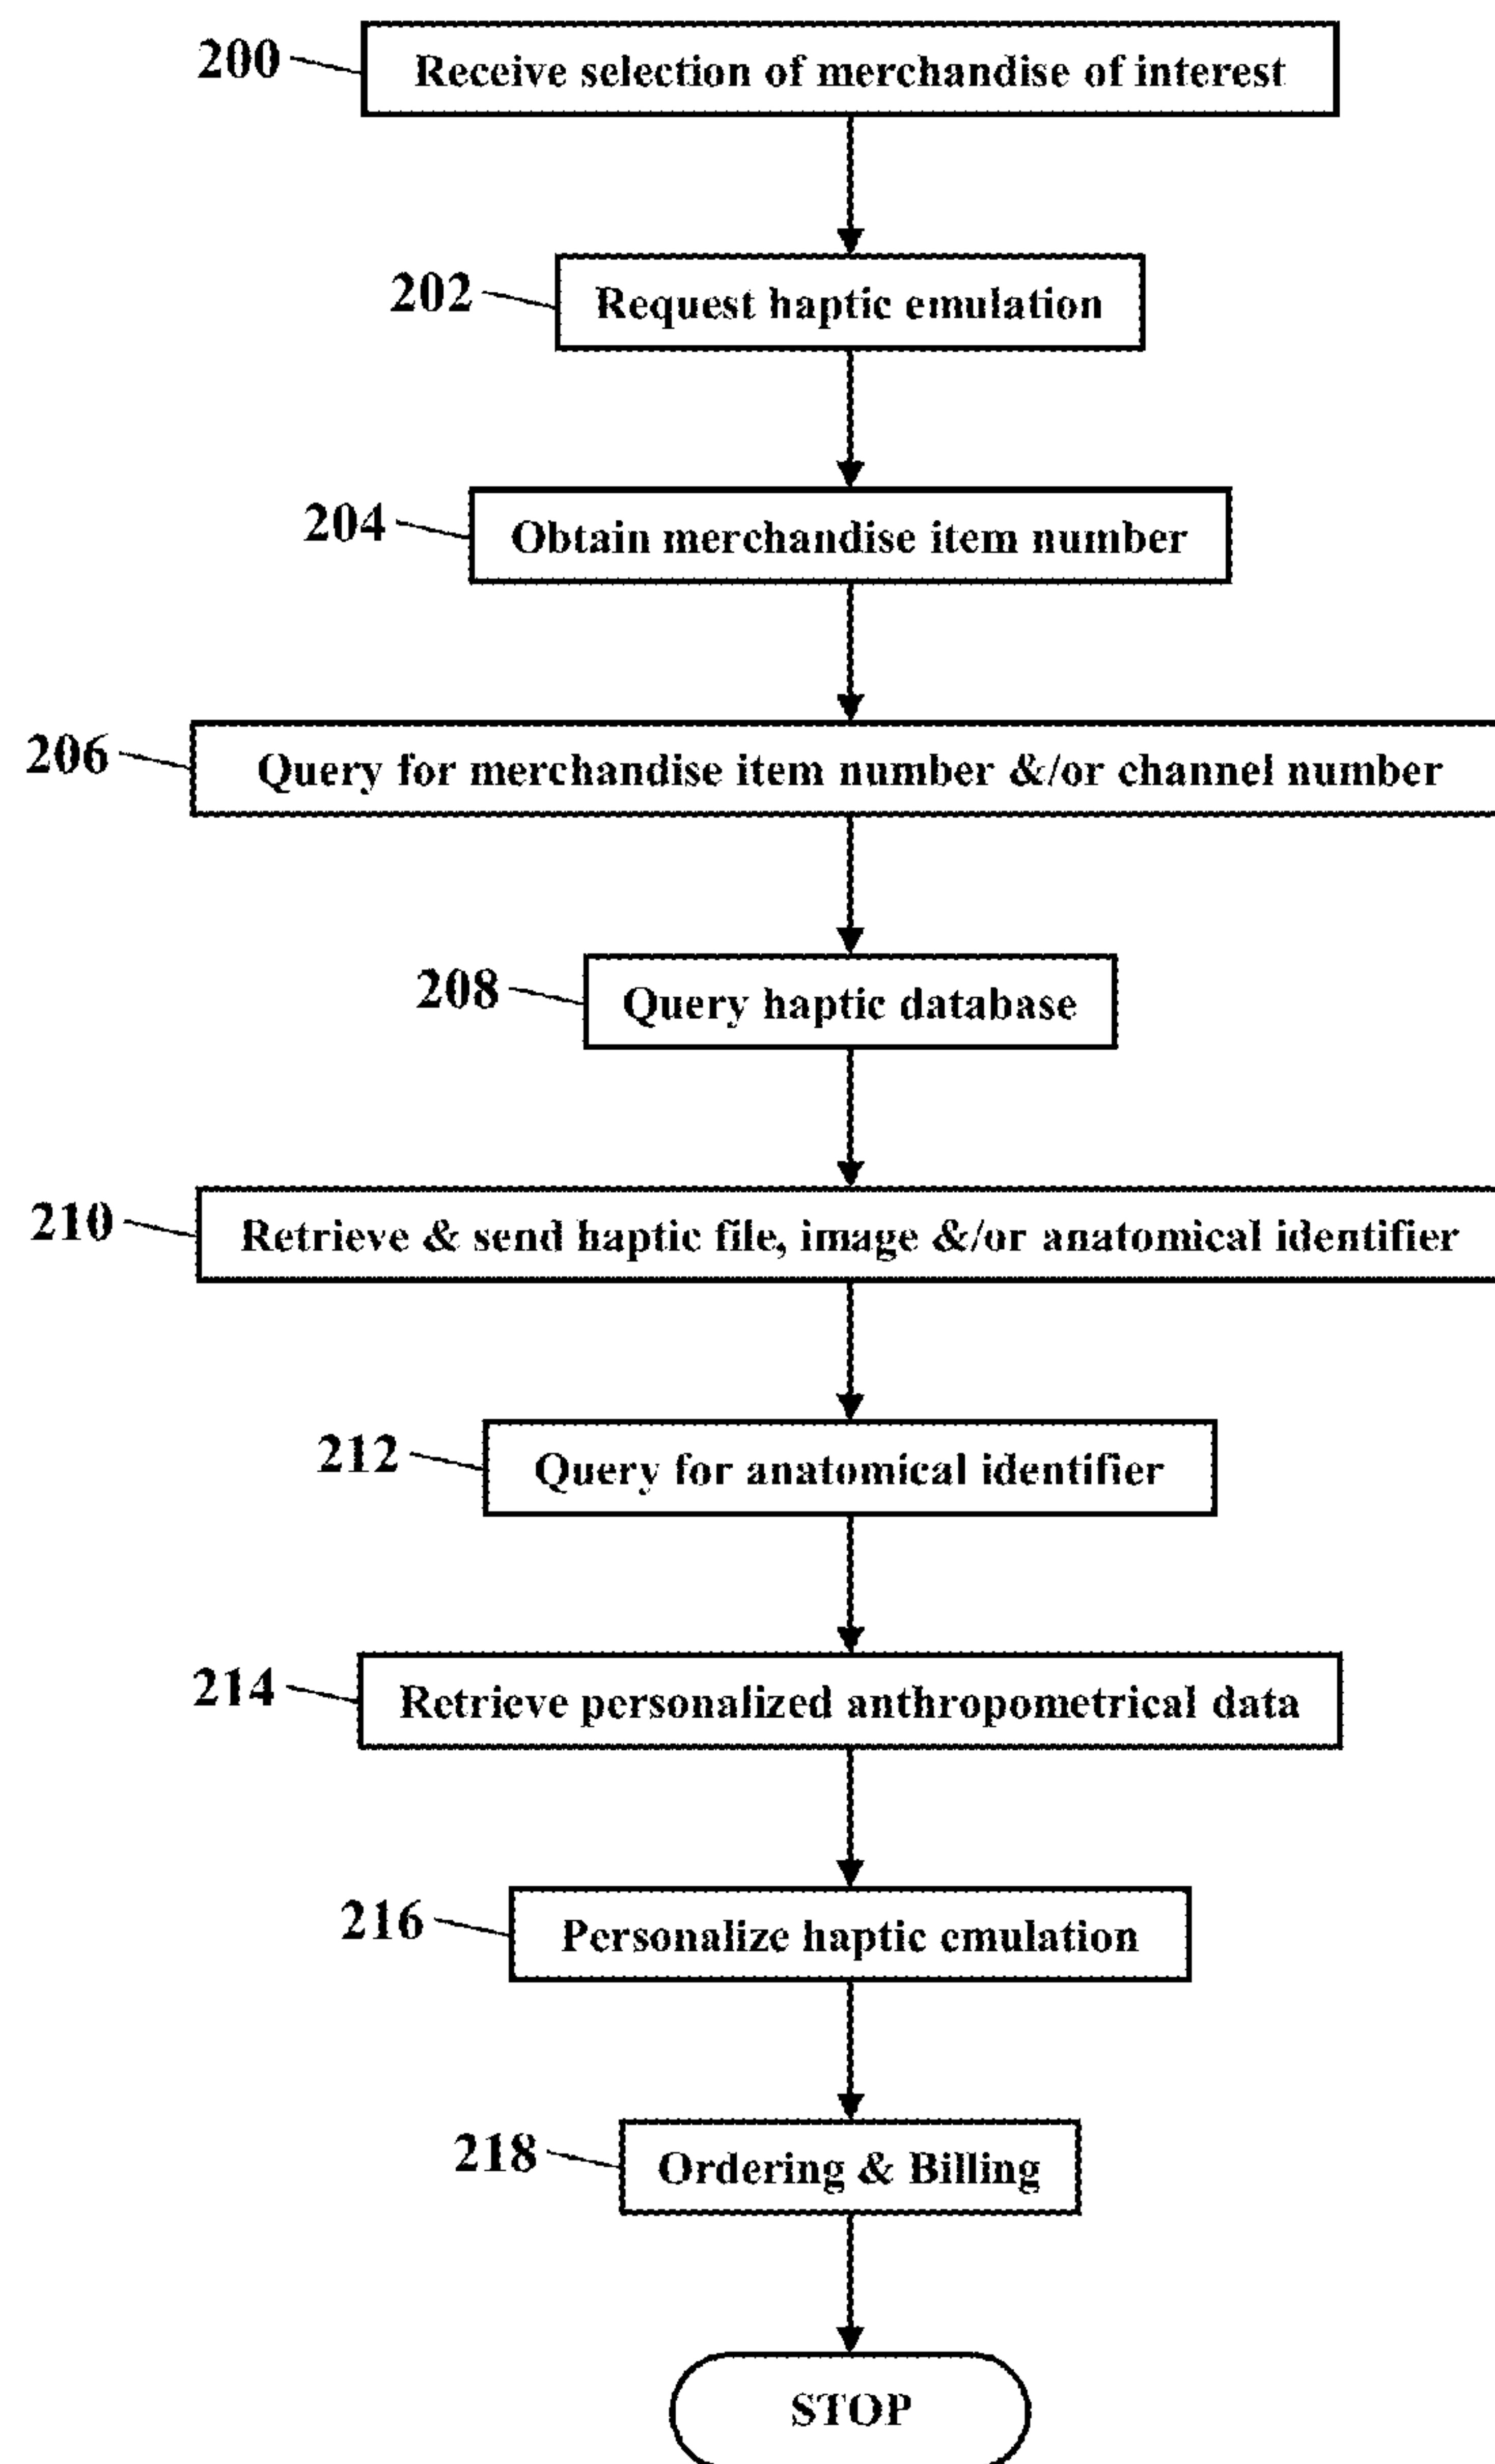 200 Receive selection of merchandise of interest
202 Request haptic emulation
204 Obtain merchandise item number
206 Query for merchandise item number &/or channel number
208 Query haptic database
210 Retrieve & send haptic file, image &/or anatomical identifier
212 Query for anatomical identifier
214 Retrieve personalized anthropometrical data
216 Personalize haptic emulation
218 Ordering & Billing
STOP